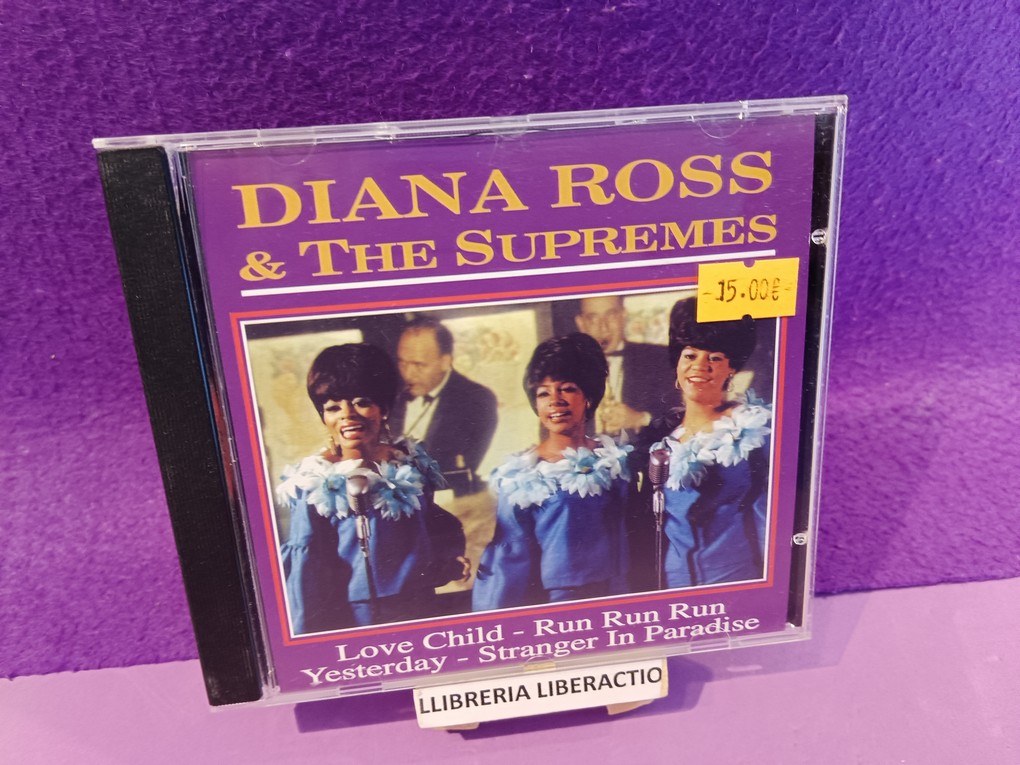 DIANA ROSS
& THE SUPREMES
-15.00€-
Love Child - Run Run Run
Yesterday - Stranger In Paradise
LLIBRERIA LIBERACTIO